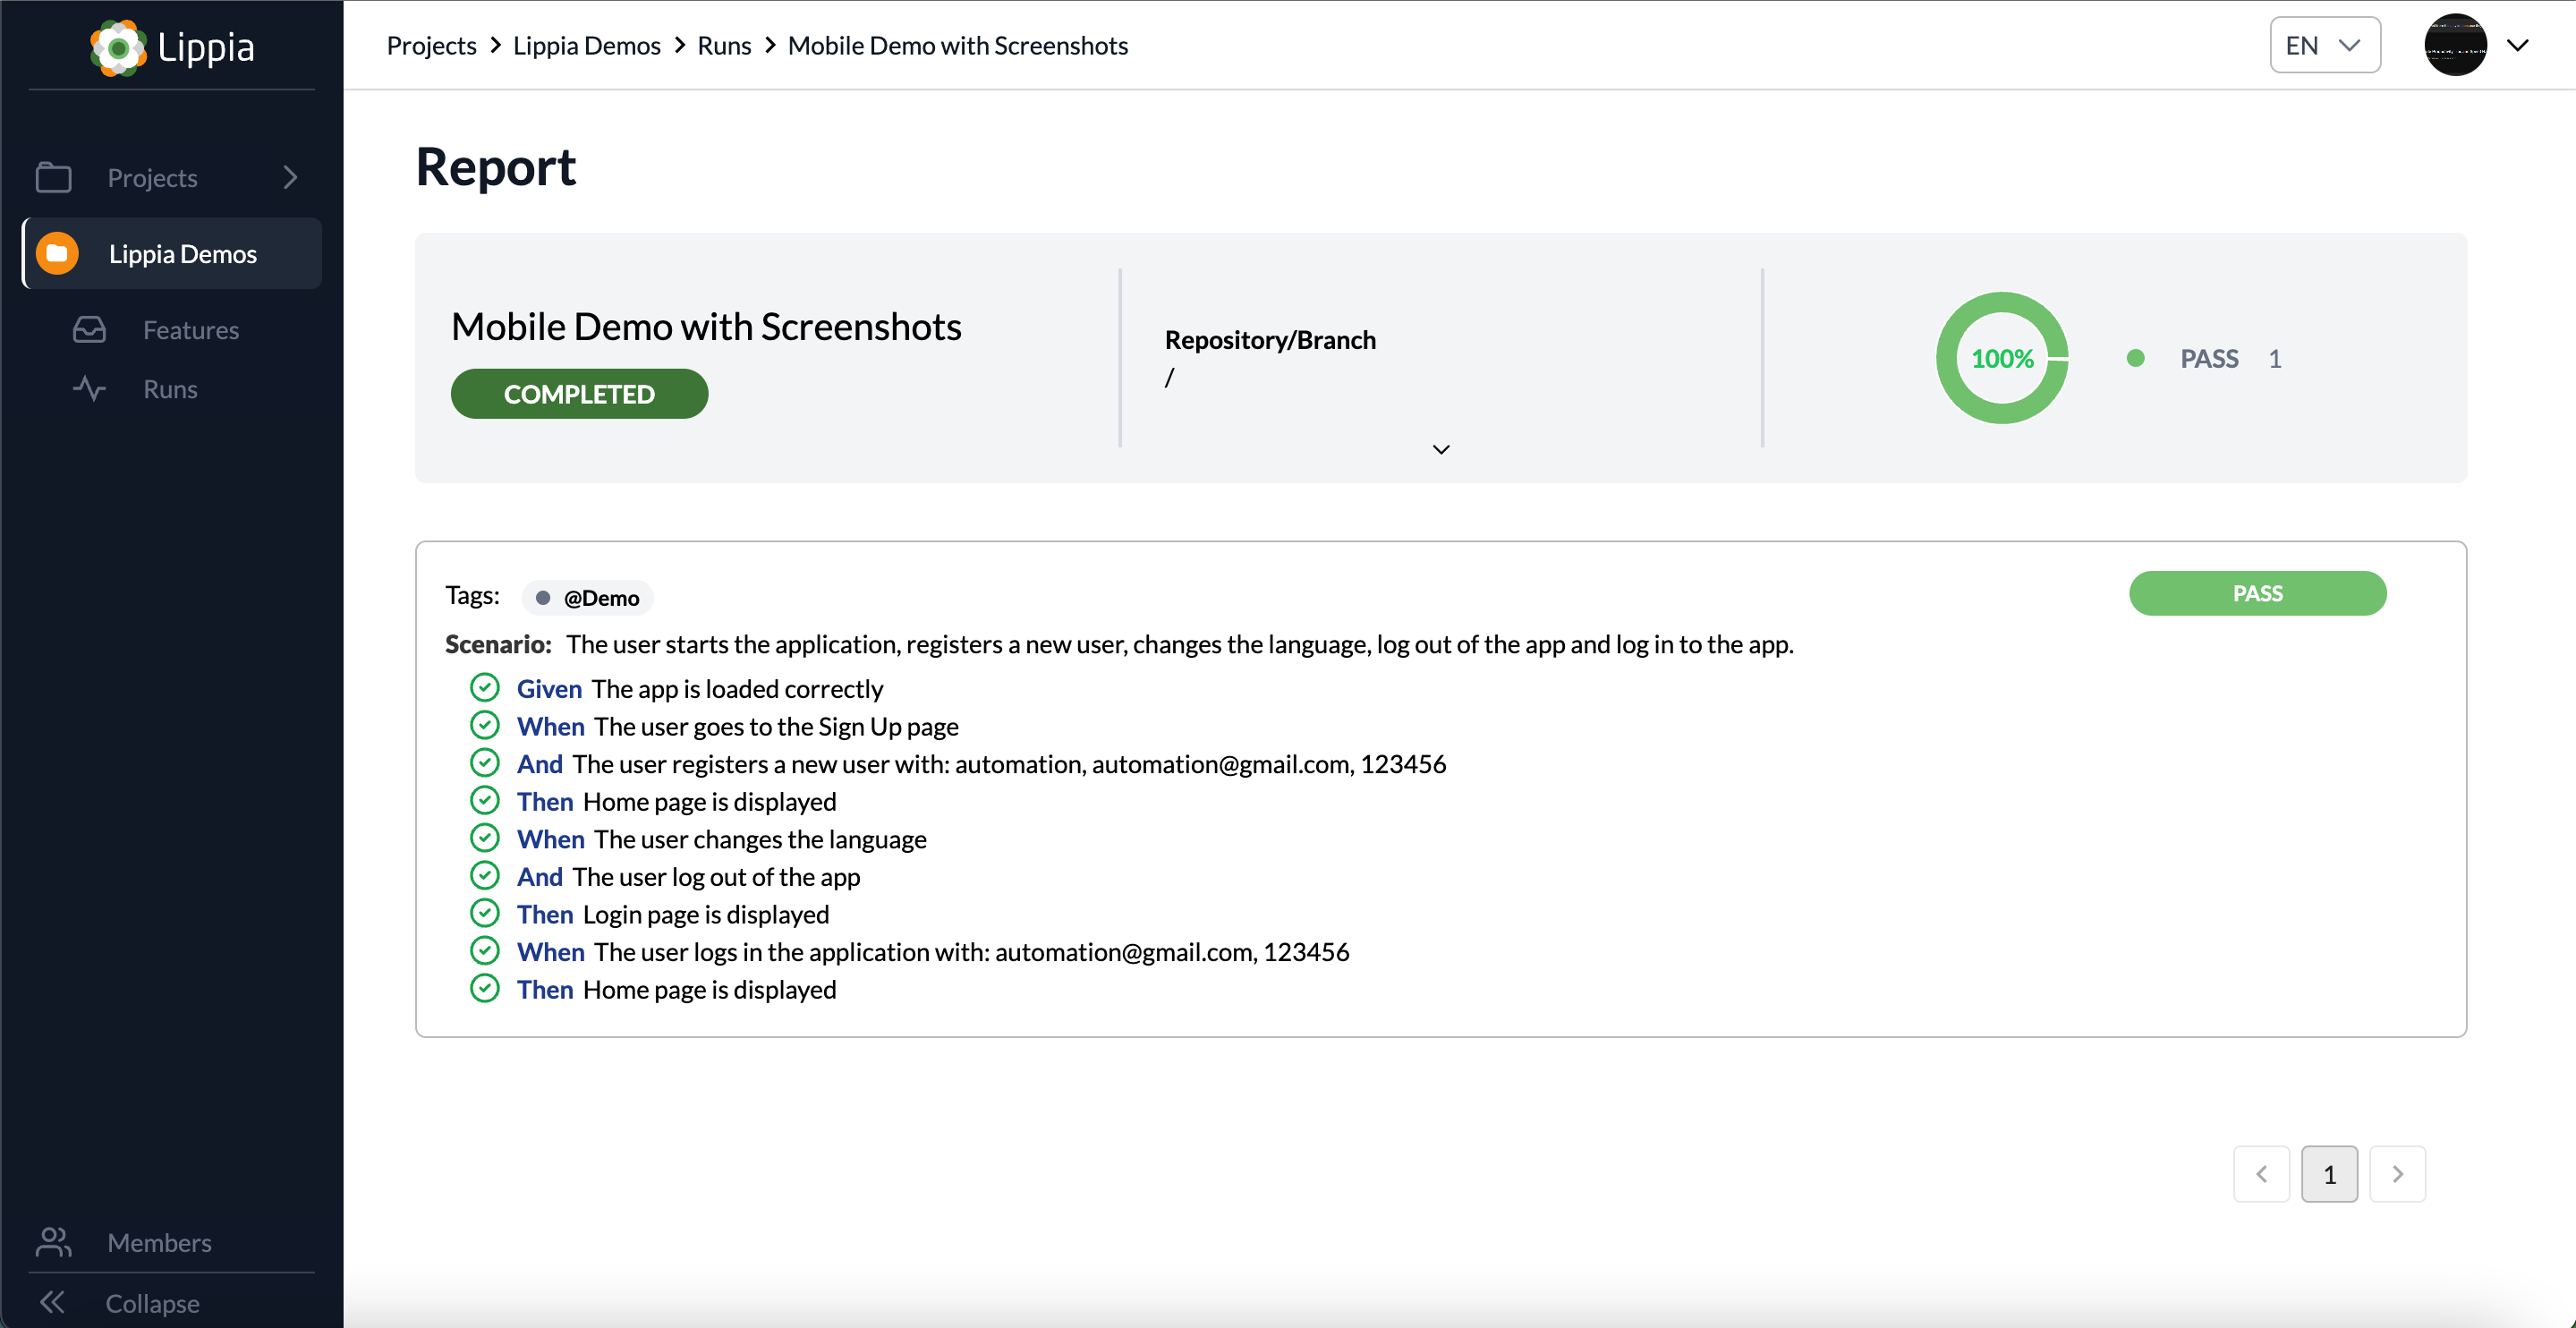 Lippia
Projects
Lippia Demos
Features
Runs
Members
Collapse
Projects > Lippia Demos > Runs > Mobile Demo with Screenshots
EN
Report
Mobile Demo with Screenshots
COMPLETED
Repository/Branch
/
100%
PASS 1
Tags: @Demo
PASS
Scenario: The user starts the application, registers a new user, changes the language, log out of the app and log in to the app.
Given The app is loaded correctly
When The user goes to the Sign Up page
And The user registers a new user with: automation, automation@gmail.com, 123456
Then Home page is displayed
When The user changes the language
And The user log out of the app
Then Login page is displayed
When The user logs in the application with: automation@gmail.com, 123456
Then Home page is displayed
1